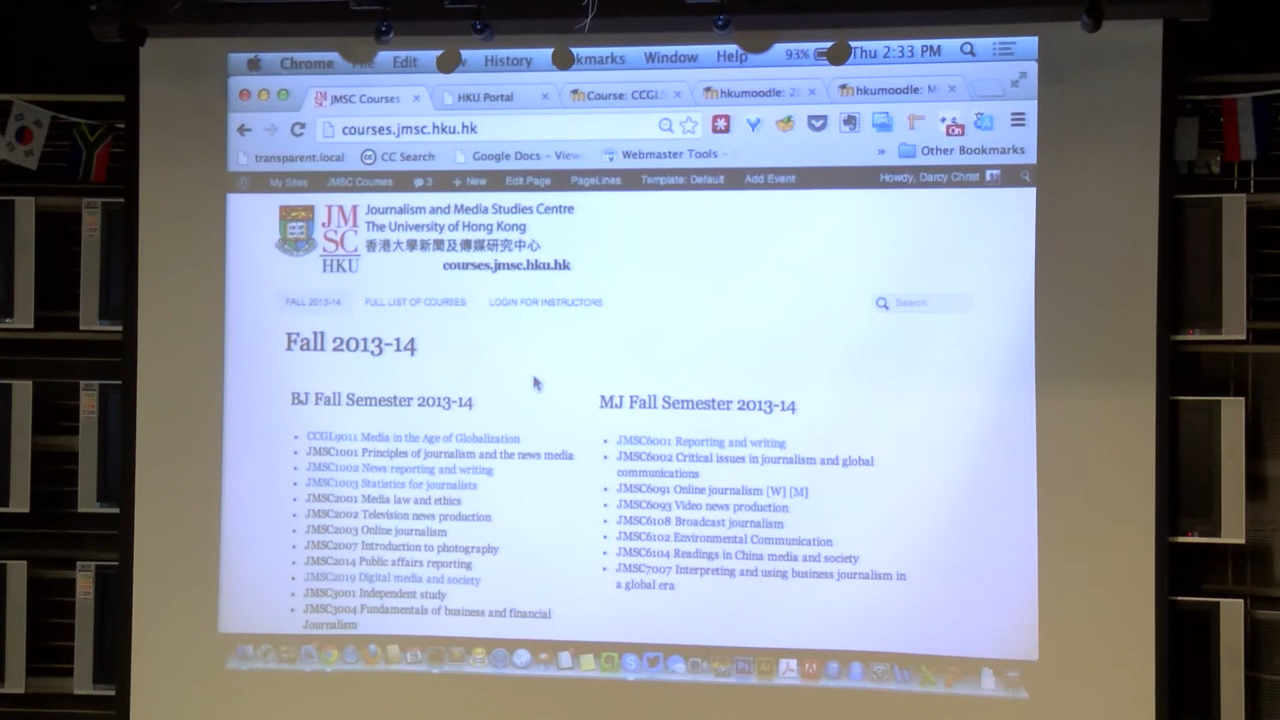 Chrome Edit History Window Help 93% Thu 2:33 PM
JMSC Courses HKU Portal Course: CCGL hkumoodle: hkumoodle:
courses.jmsc.hku.hk
On
transparent.local CC Search Google Docs - View Webmaster Tools - » Other Bookmarks
My Sites JMSC Courses 3 + New Edit Page PageLines Template: Default Add Event Howdy, Darcy Christ
JM
SC
HKU
Journalism and Media Studies Centre
The University of Hong Kong
香港大學新聞及傳媒研究中心
courses.jmsc.hku.hk
FALL 2013-14 FULL LIST OF COURSES LOGIN FOR INSTRUCTORS Search
Fall 2013-14
BJ Fall Semester 2013-14
CCGL9011 Media in the Age of Globalization
JMSC1001 Principles of journalism and the news media
JMSC1002 News reporting and writing
JMSC1003 Statistics for journalists
JMSC2001 Media law and ethics
JMSC2002 Television news production
JMSC2003 Online journalism
JMSC2007 Introduction to photography
JMSC2014 Public affairs reporting
JMSC2019 Digital media and society
JMSC3001 Independent study
JMSC3004 Fundamentals of business and financial
Journalism
MJ Fall Semester 2013-14
JMSC6001 Reporting and writing
JMSC6002 Critical issues in journalism and global
communications
JMSC6091 Online journalism [W] [M]
JMSC6093 Video news production
JMSC6108 Broadcast journalism
JMSC6102 Environmental Communication
JMSC6104 Readings in China media and society
JMSC7007 Interpreting and using business journalism in
a global era